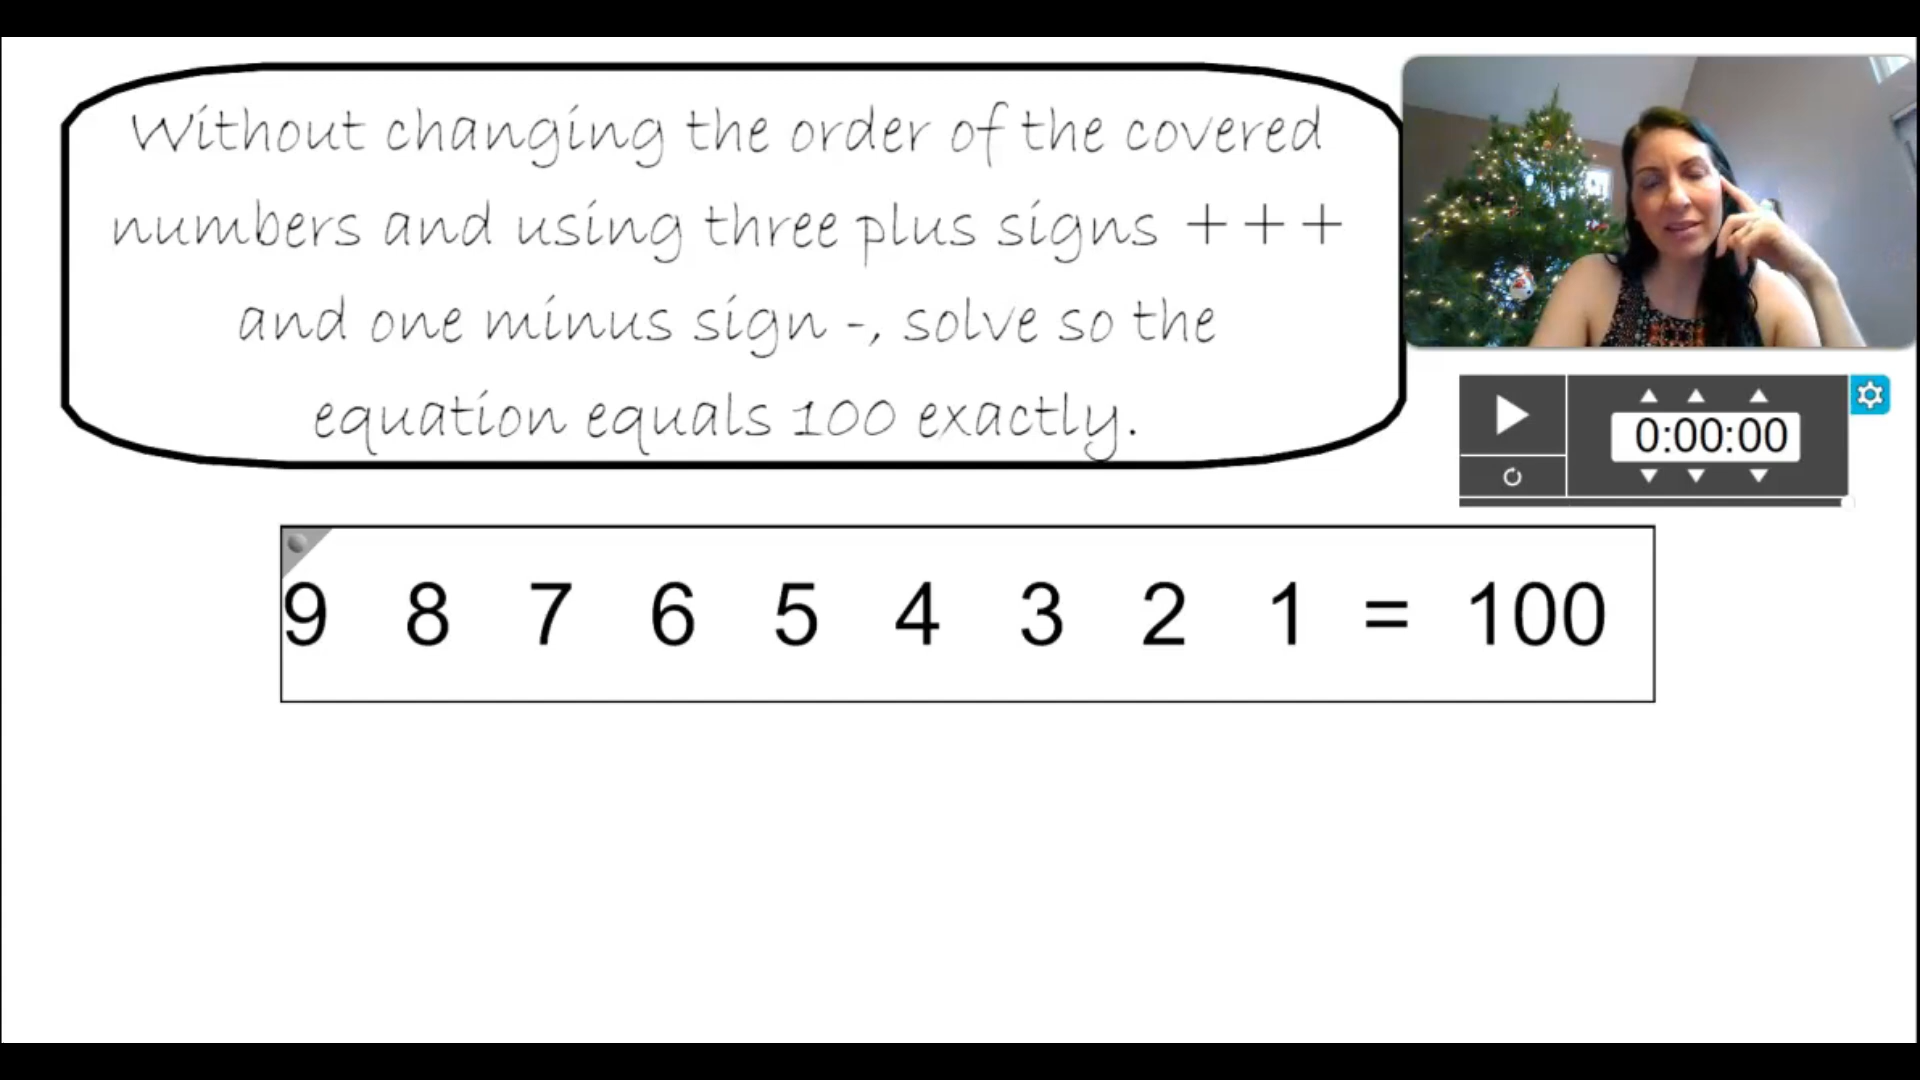 Without changing the order of the covered
numbers and using three plus signs +++
and one minus sign -, solve so the
equation equals 100 exactly.
0:00:00
9 8 7 6 5 4 3 2 1 = 100